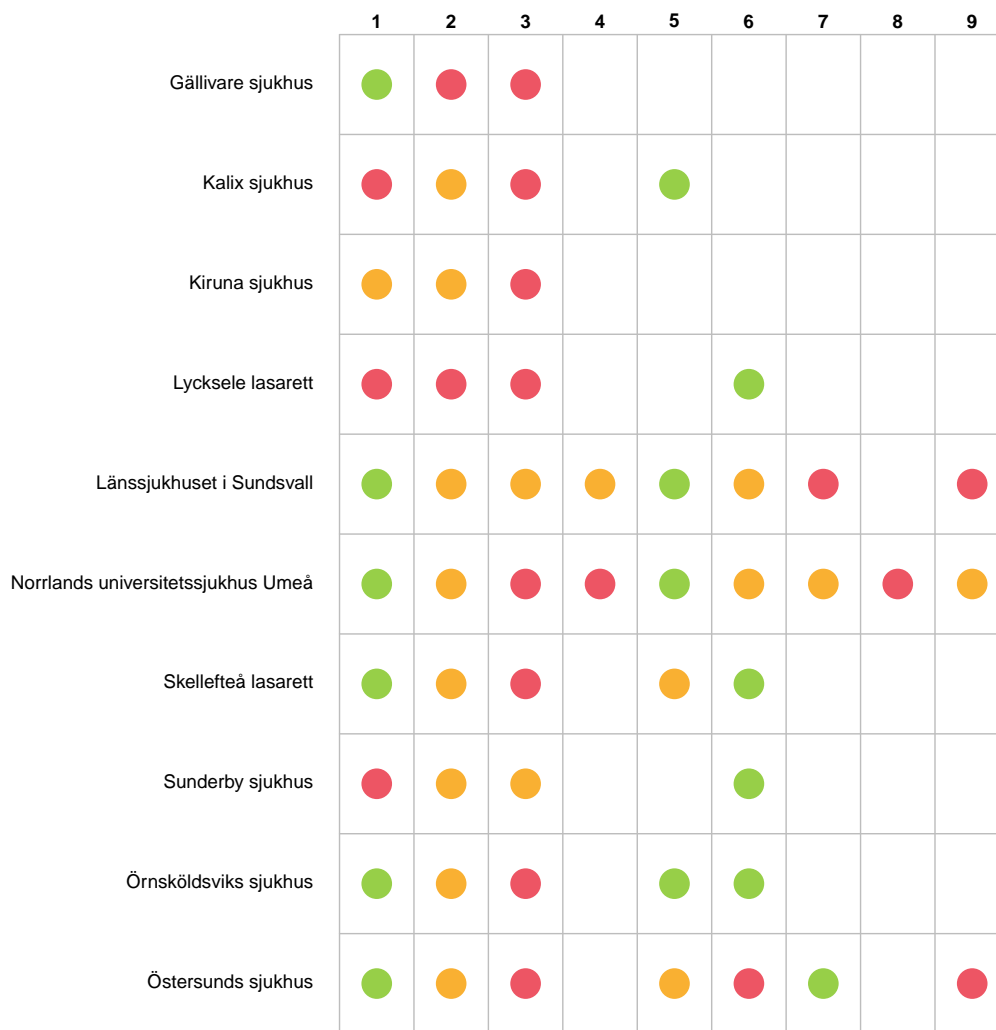 1 2 3 4 5 6 7 8 9
Gällivare sjukhus
Kalix sjukhus
Kiruna sjukhus
Lycksele lasarett
Länssjukhuset i Sundsvall
Norrlands universitetssjukhus Umeå
Skellefteå lasarett
Sunderby sjukhus
Örnsköldsviks sjukhus
Östersunds sjukhus